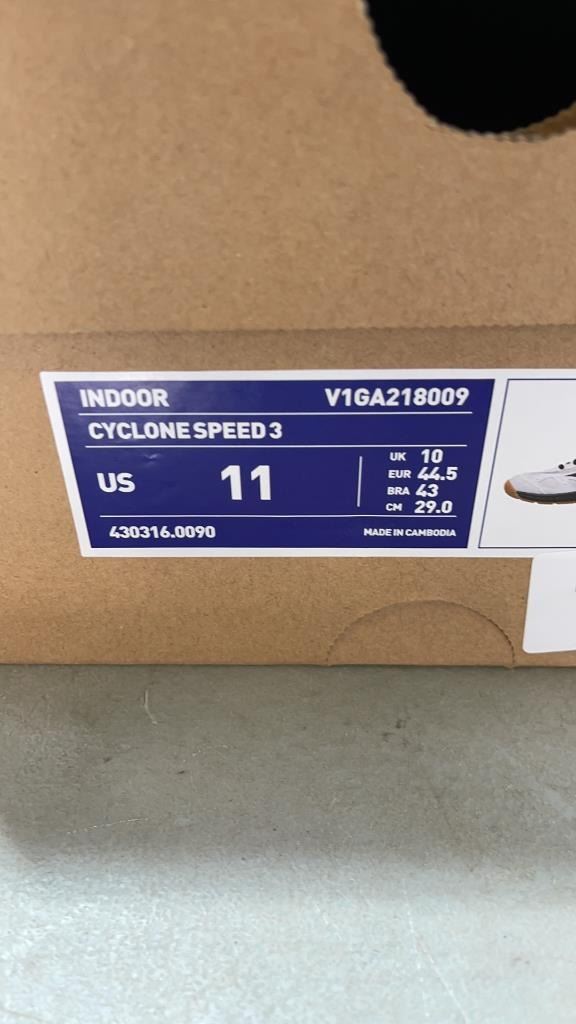 INDOOR V1GA218009
CYCLONE SPEED 3
US 11
UK 10
EUR 44.5
BRA 43
CM 29.0
430316.0090 MADE IN CAMBODIA